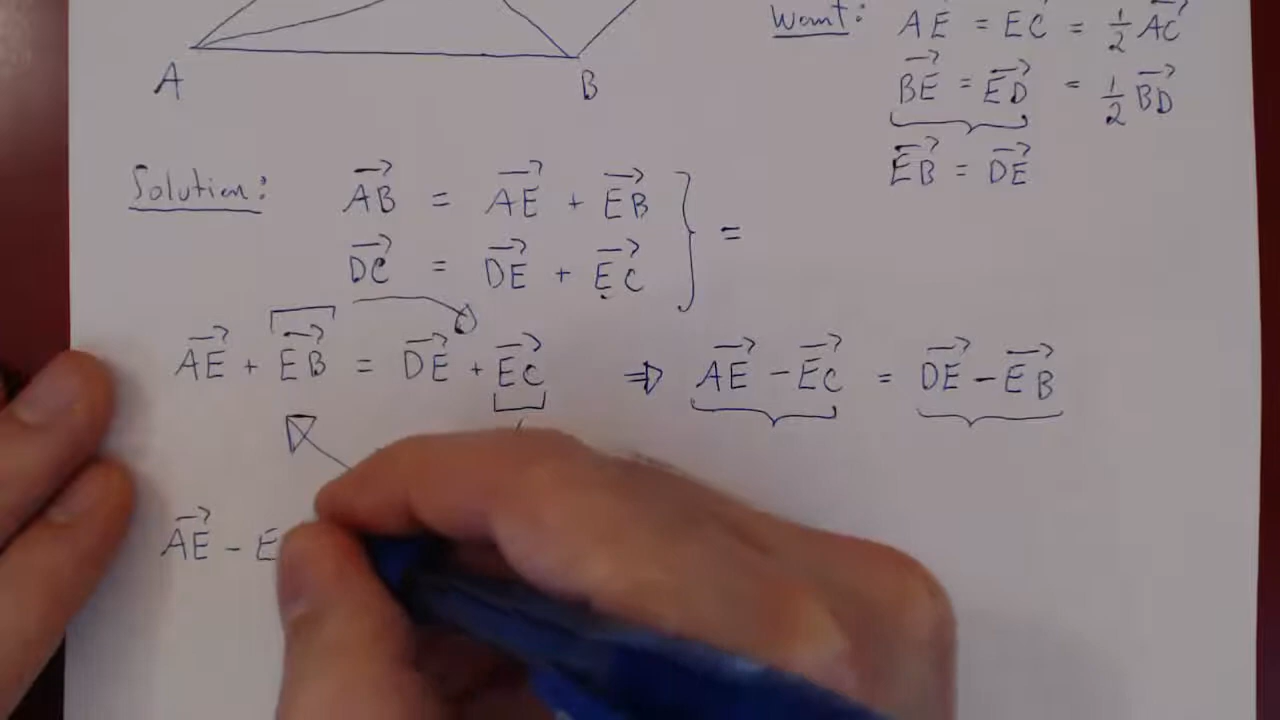 Want: AE⃗ = EC⃗ = ½ AC⃗
A B
BE⃗ = ED⃗ = ½ BD⃗
EB⃗ = DE⃗
Solution: AB⃗ = AE⃗ + EB⃗ } =
DC⃗ = DE⃗ + EC⃗
AE⃗ + EB⃗ = DE⃗ + EC⃗ ⇒ AE⃗ - EC⃗ = DE⃗ - EB⃗
AE⃗ - E